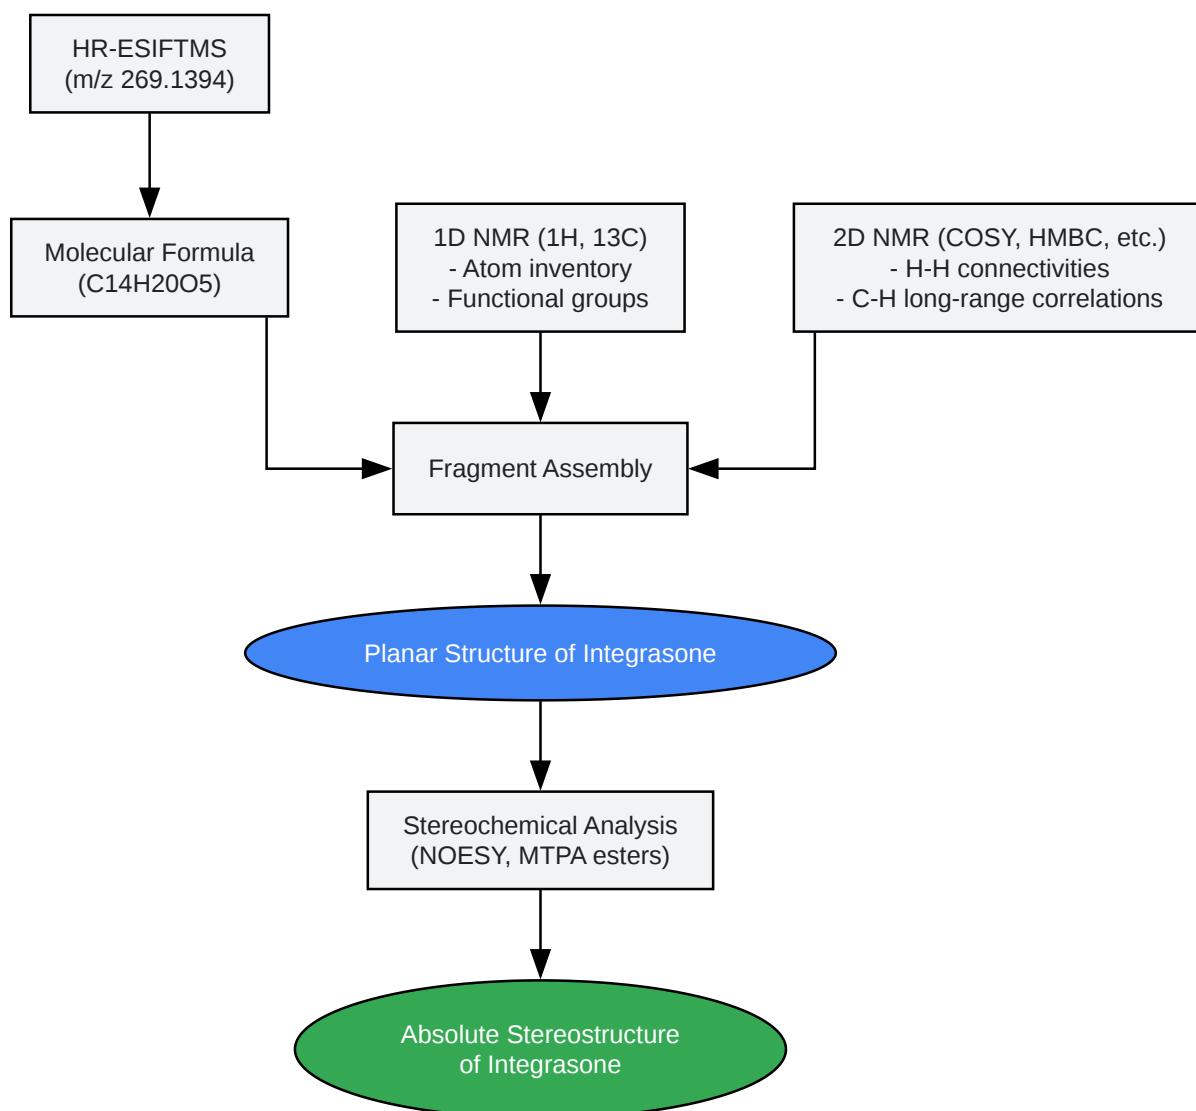 HR-ESIFTMS
(m/z 269.1394)
Molecular Formula
(C14H20O5)
1D NMR (1H, 13C)
- Atom inventory
- Functional groups
2D NMR (COSY, HMBC, etc.)
- H-H connectivities
- C-H long-range correlations
Fragment Assembly
Planar Structure of Integrasone
Stereochemical Analysis
(NOESY, MTPA esters)
Absolute Stereostructure
of Integrasone